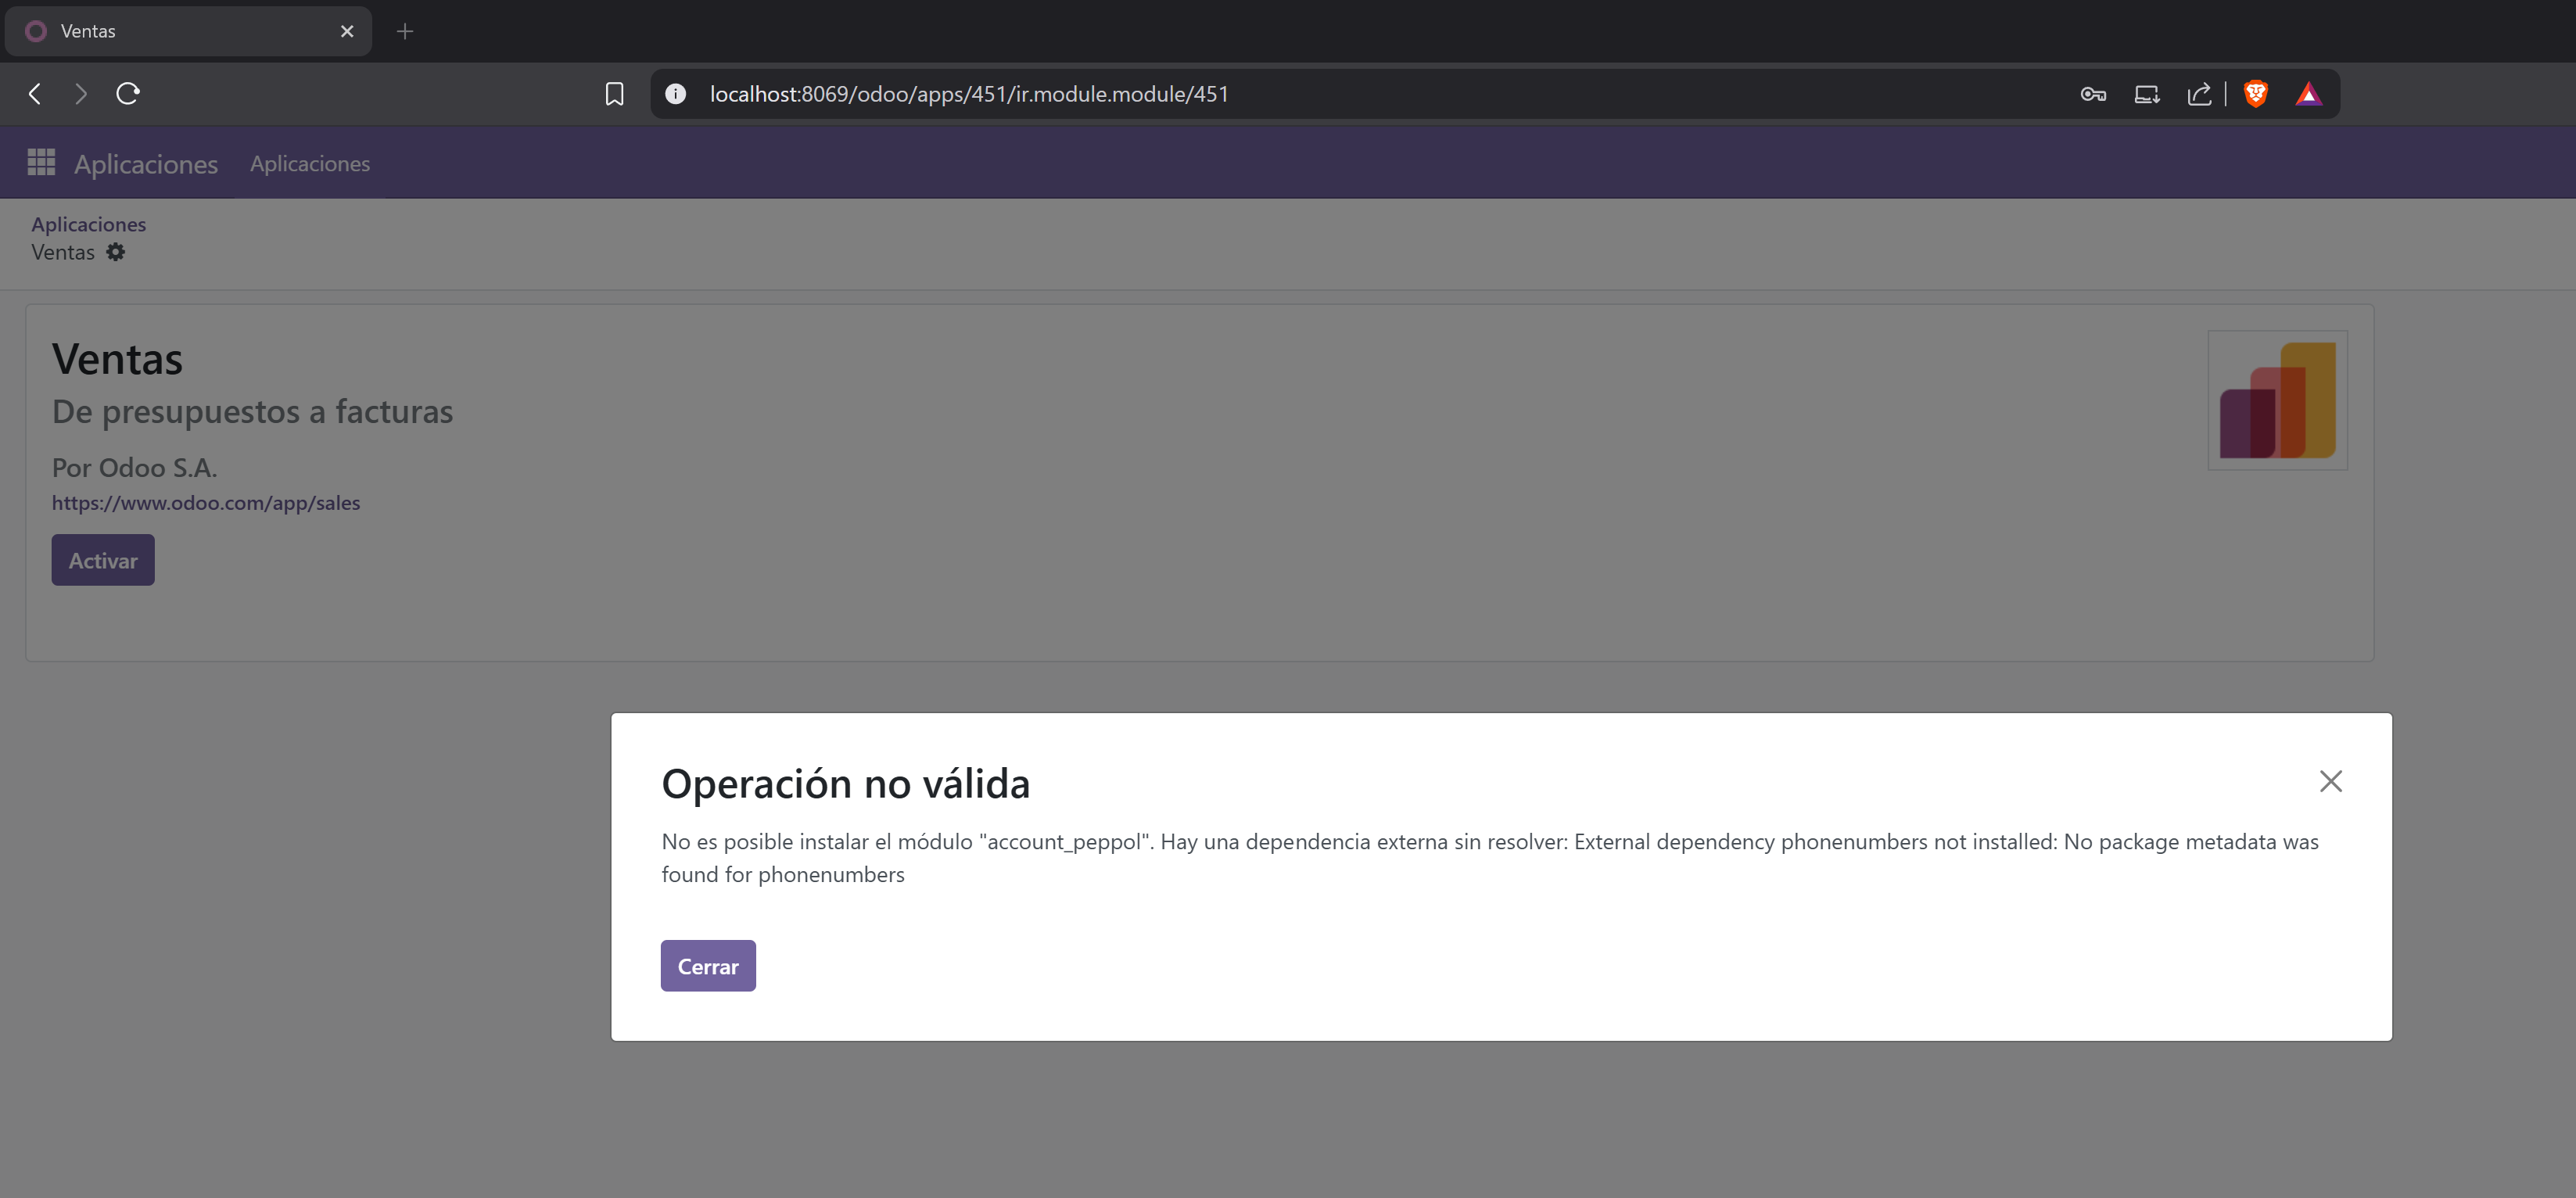 Ventas
localhost:8069/odoo/apps/451/ir.module.module/451
Aplicaciones Aplicaciones
Aplicaciones
Ventas
Ventas
De presupuestos a facturas
Por Odoo S.A.
https://www.odoo.com/app/sales
Activar
Operación no válida
No es posible instalar el módulo "account_peppol". Hay una dependencia externa sin resolver: External dependency phonenumbers not installed: No package metadata was
found for phonenumbers
Cerrar